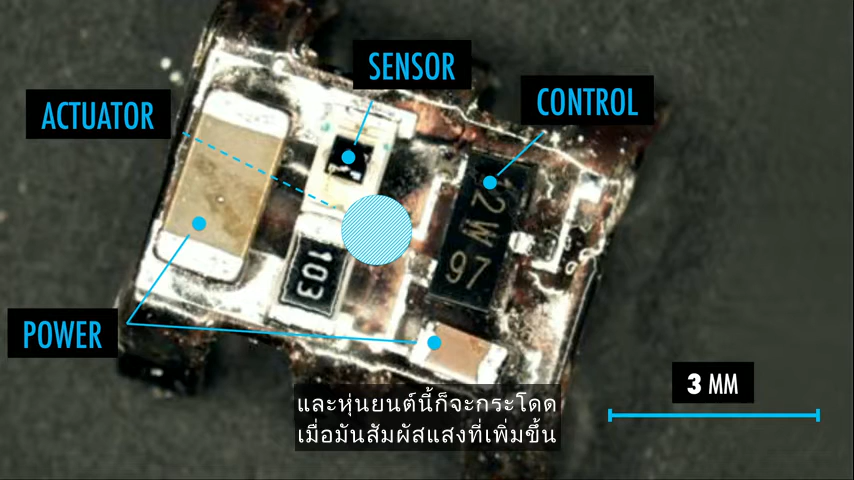 SENSOR
CONTROL
ACTUATOR
12W
97
103
POWER
3 MM
และหุ่นยนต์นี้ก็จะกระโดด
เมื่อมันสัมผัสแสงที่เพิ่มขึ้น